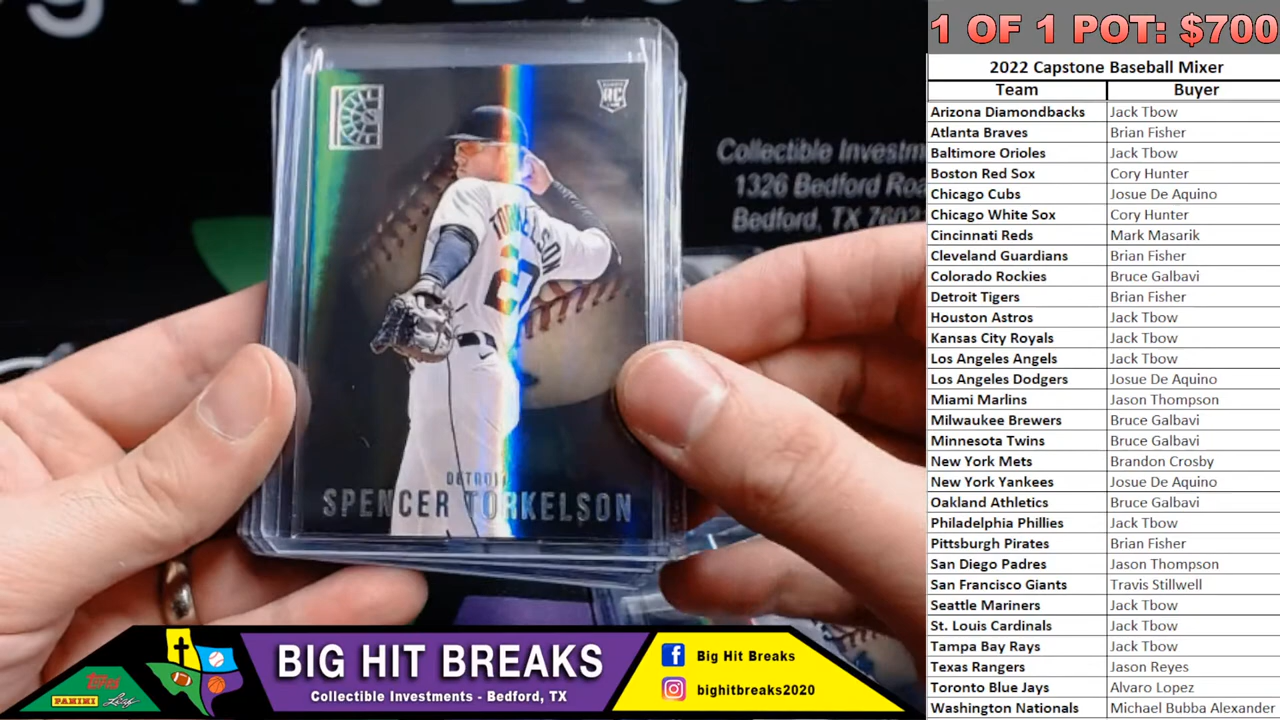 1 OF 1 POT: $700
2022 Capstone Baseball Mixer
Team Buyer
Arizona Diamondbacks Jack Tbow
Atlanta Braves Brian Fisher
Baltimore Orioles Jack Tbow
Boston Red Sox Cory Hunter
Chicago Cubs Josue De Aquino
Chicago White Sox Cory Hunter
Cincinnati Reds Mark Masarik
Cleveland Guardians Brian Fisher
Colorado Rockies Bruce Galbavi
Detroit Tigers Brian Fisher
Houston Astros Jack Tbow
Kansas City Royals Jack Tbow
Los Angeles Angels Jack Tbow
Los Angeles Dodgers Josue De Aquino
Miami Marlins Jason Thompson
Milwaukee Brewers Bruce Galbavi
Minnesota Twins Bruce Galbavi
New York Mets Brandon Crosby
New York Yankees Josue De Aquino
Oakland Athletics Bruce Galbavi
Philadelphia Phillies Jack Tbow
Pittsburgh Pirates Brian Fisher
San Diego Padres Jason Thompson
San Francisco Giants Travis Stillwell
Seattle Mariners Jack Tbow
St. Louis Cardinals Jack Tbow
Tampa Bay Rays Jack Tbow
Texas Rangers Jason Reyes
Toronto Blue Jays Alvaro Lopez
Washington Nationals Michael Bubba Alexander
Hit
Collectible
1326 Bedford
Bedford, TX
RC
TORKELSON
DETROIT
SPENCER TORKELSON
BIG HIT BREAKS
Collectible Investments - Bedford, TX
Big Hit Breaks
bighitbreaks2020
Topps
PANINI Leaf